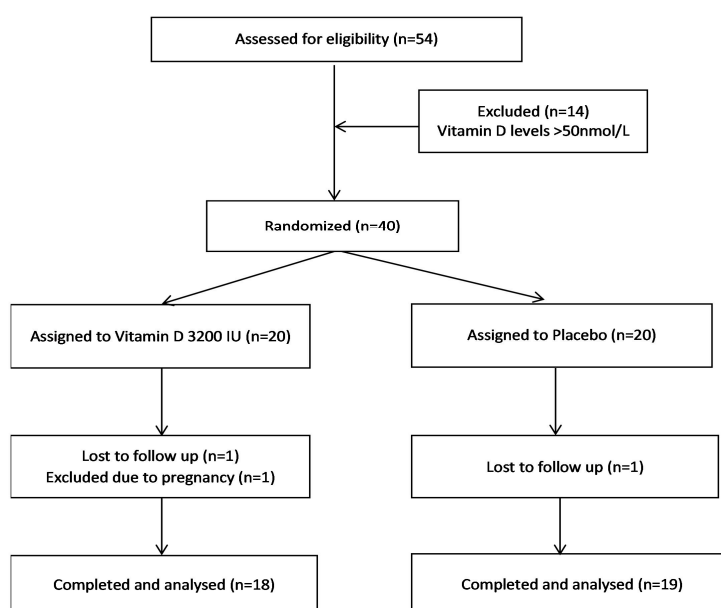 Assessed for eligibility (n=54)
Excluded (n=14)
Vitamin D levels >50nmol/L
Randomized (n=40)
Assigned to Vitamin D 3200 IU (n=20)
Assigned to Placebo (n=20)
Lost to follow up (n=1)
Excluded due to pregnancy (n=1)
Lost to follow up (n=1)
Completed and analysed (n=18)
Completed and analysed (n=19)